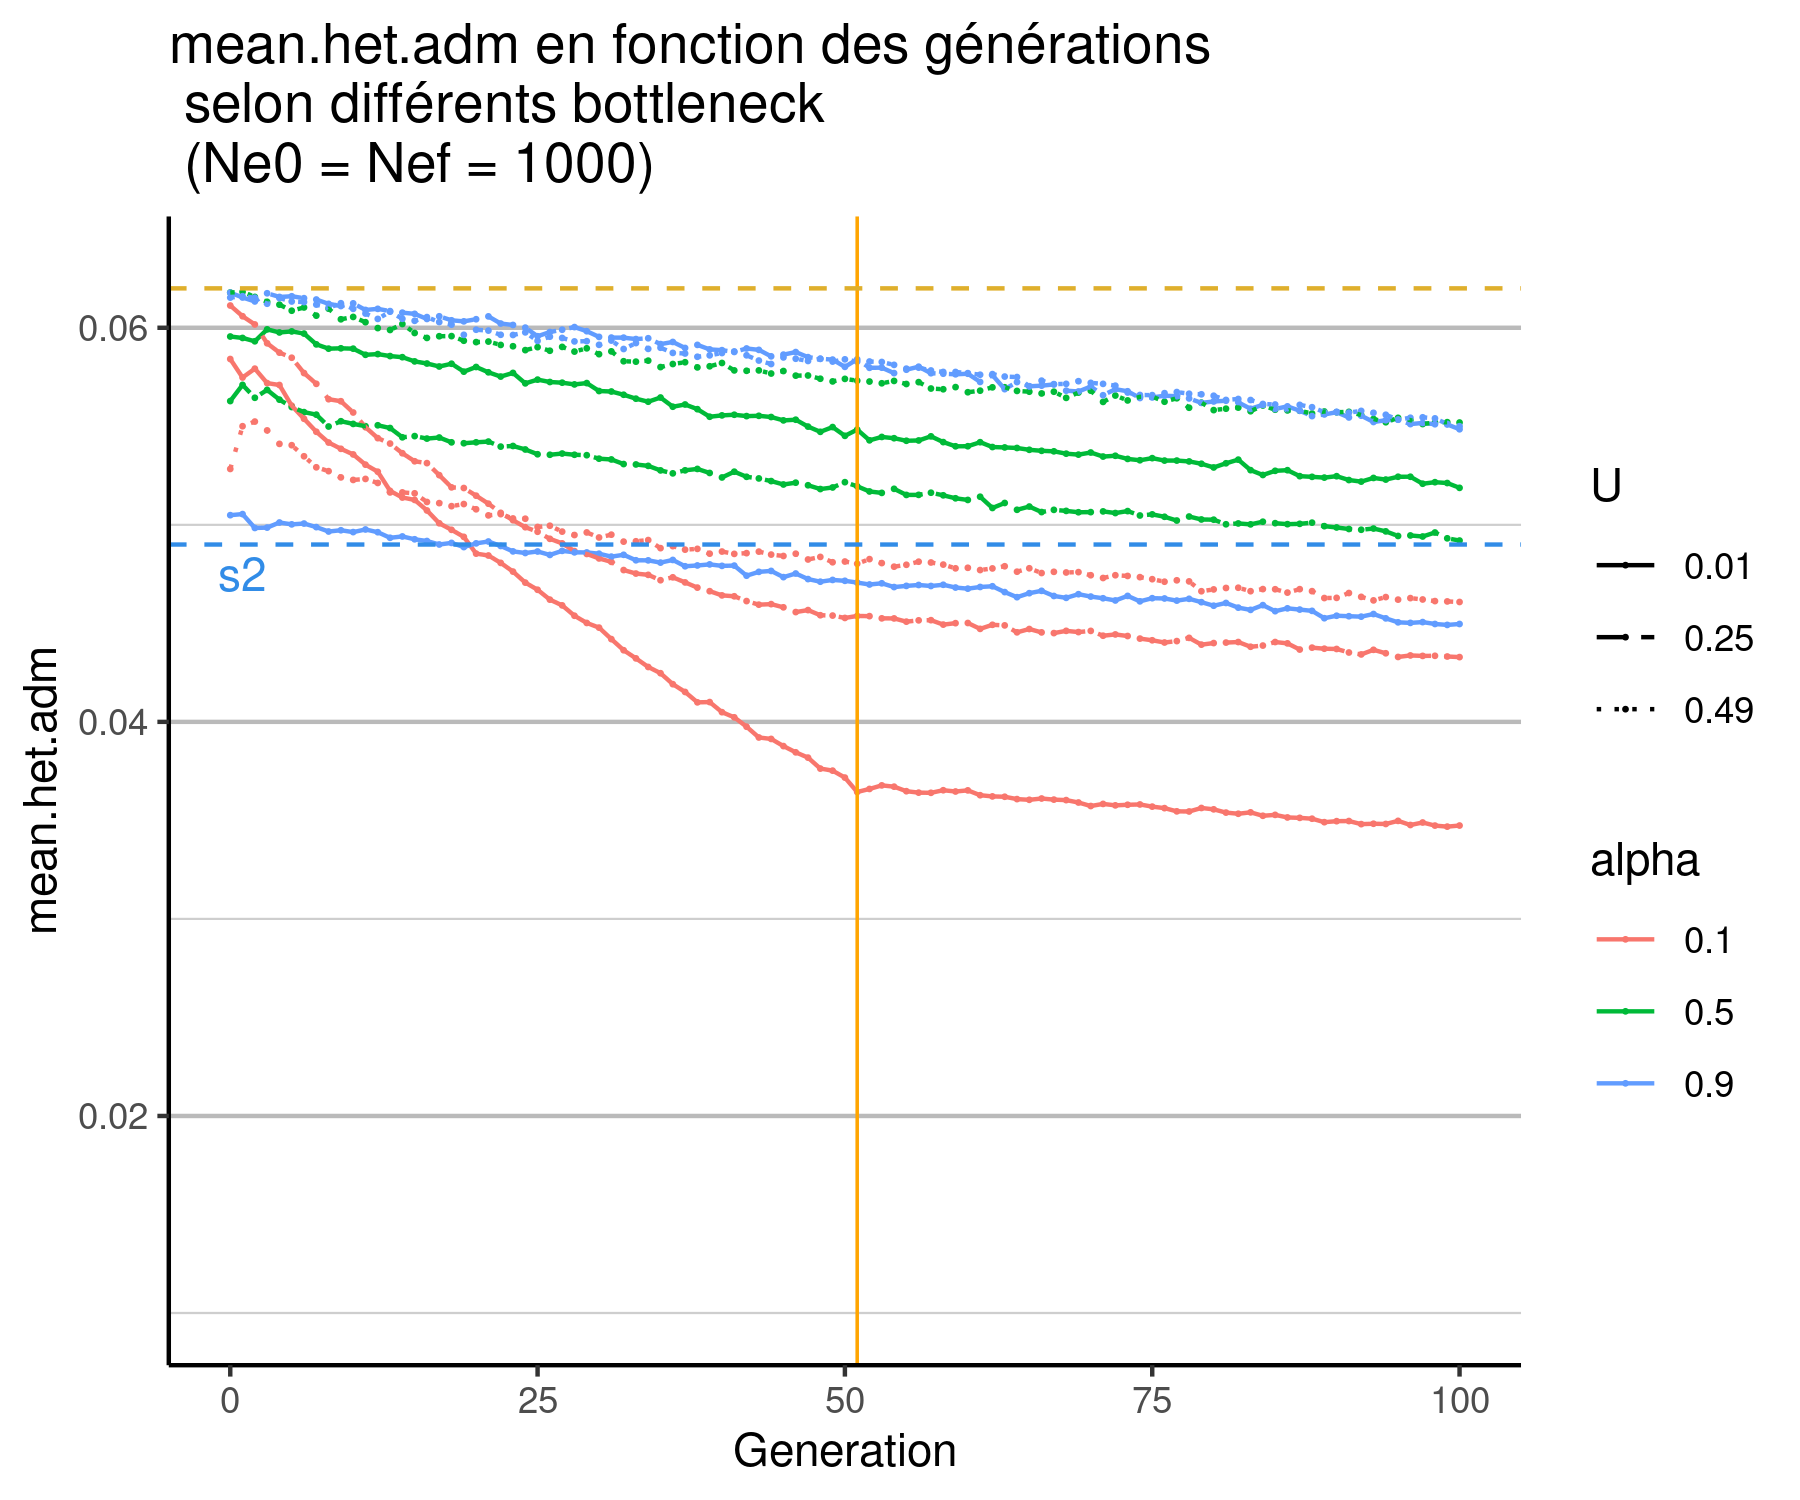 mean.het.adm en fonction des générations
selon différents bottleneck
(Ne0 = Nef = 1000)
mean.het.adm
0.06
0.04
0.02
s2
0
25
50
75
100
Generation
U
0.01
0.25
0.49
alpha
0.1
0.5
0.9